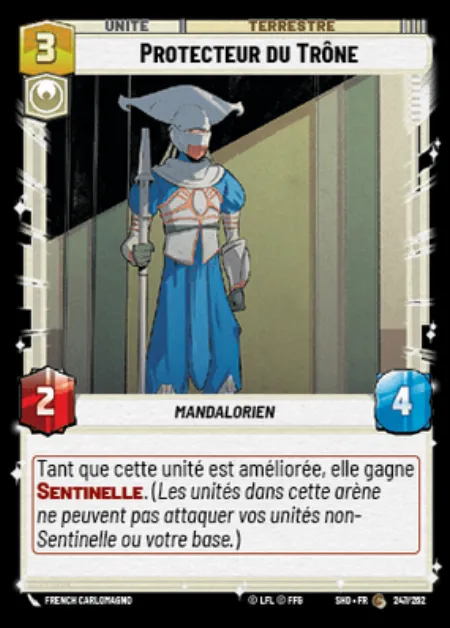 UNITÉ TERRESTRE
3
PROTECTEUR DU TRÔNE
2
MANDALORIEN
4
Tant que cette unité est améliorée, elle gagne
SENTINELLE. (Les unités dans cette arène
ne peuvent pas attaquer vos unités non-
Sentinelle ou votre base.)
FRENCH CARLOMAGNO © LFL © FFG SHD • FR C 247/262